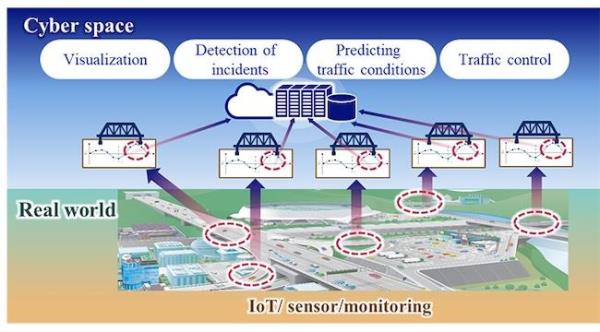 Cyber space
Visualization
Detection of
incidents
Predicting
traffic conditions
Traffic control
Real world
IoT/ sensor/monitoring